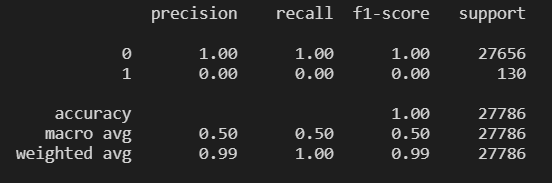 precision recall f1-score support
0 1.00 1.00 1.00 27656
1 0.00 0.00 0.00 130
accuracy 1.00 27786
macro avg 0.50 0.50 0.50 27786
weighted avg 0.99 1.00 0.99 27786